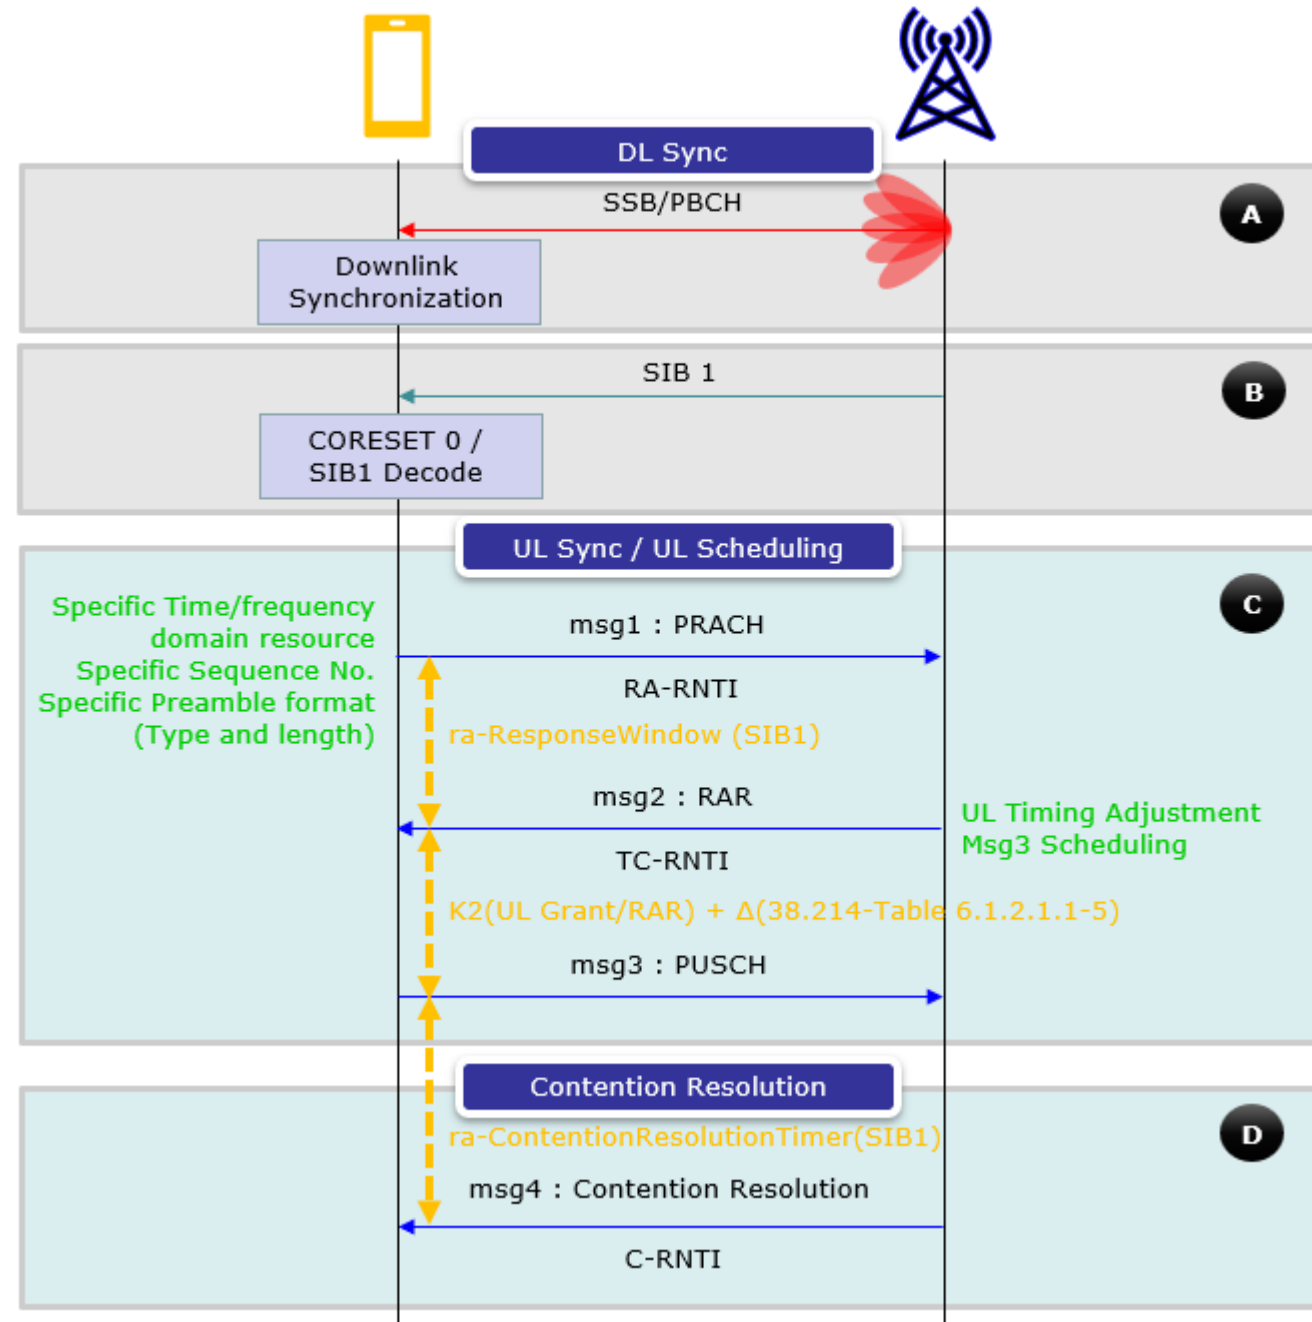 DL Sync
SSB/PBCH
A
Downlink
Synchronization
SIB 1
B
CORESET 0 /
SIB1 Decode
UL Sync / UL Scheduling
C
Specific Time/frequency
domain resource
Specific Sequence No.
Specific Preamble format
(Type and length)
msg1 : PRACH
RA-RNTI
ra-ResponseWindow (SIB1)
msg2 : RAR
UL Timing Adjustment
Msg3 Scheduling
TC-RNTI
K2(UL Grant/RAR) + Δ(38.214-Table 6.1.2.1.1-5)
msg3 : PUSCH
Contention Resolution
D
ra-ContentionResolutionTimer(SIB1)
msg4 : Contention Resolution
C-RNTI